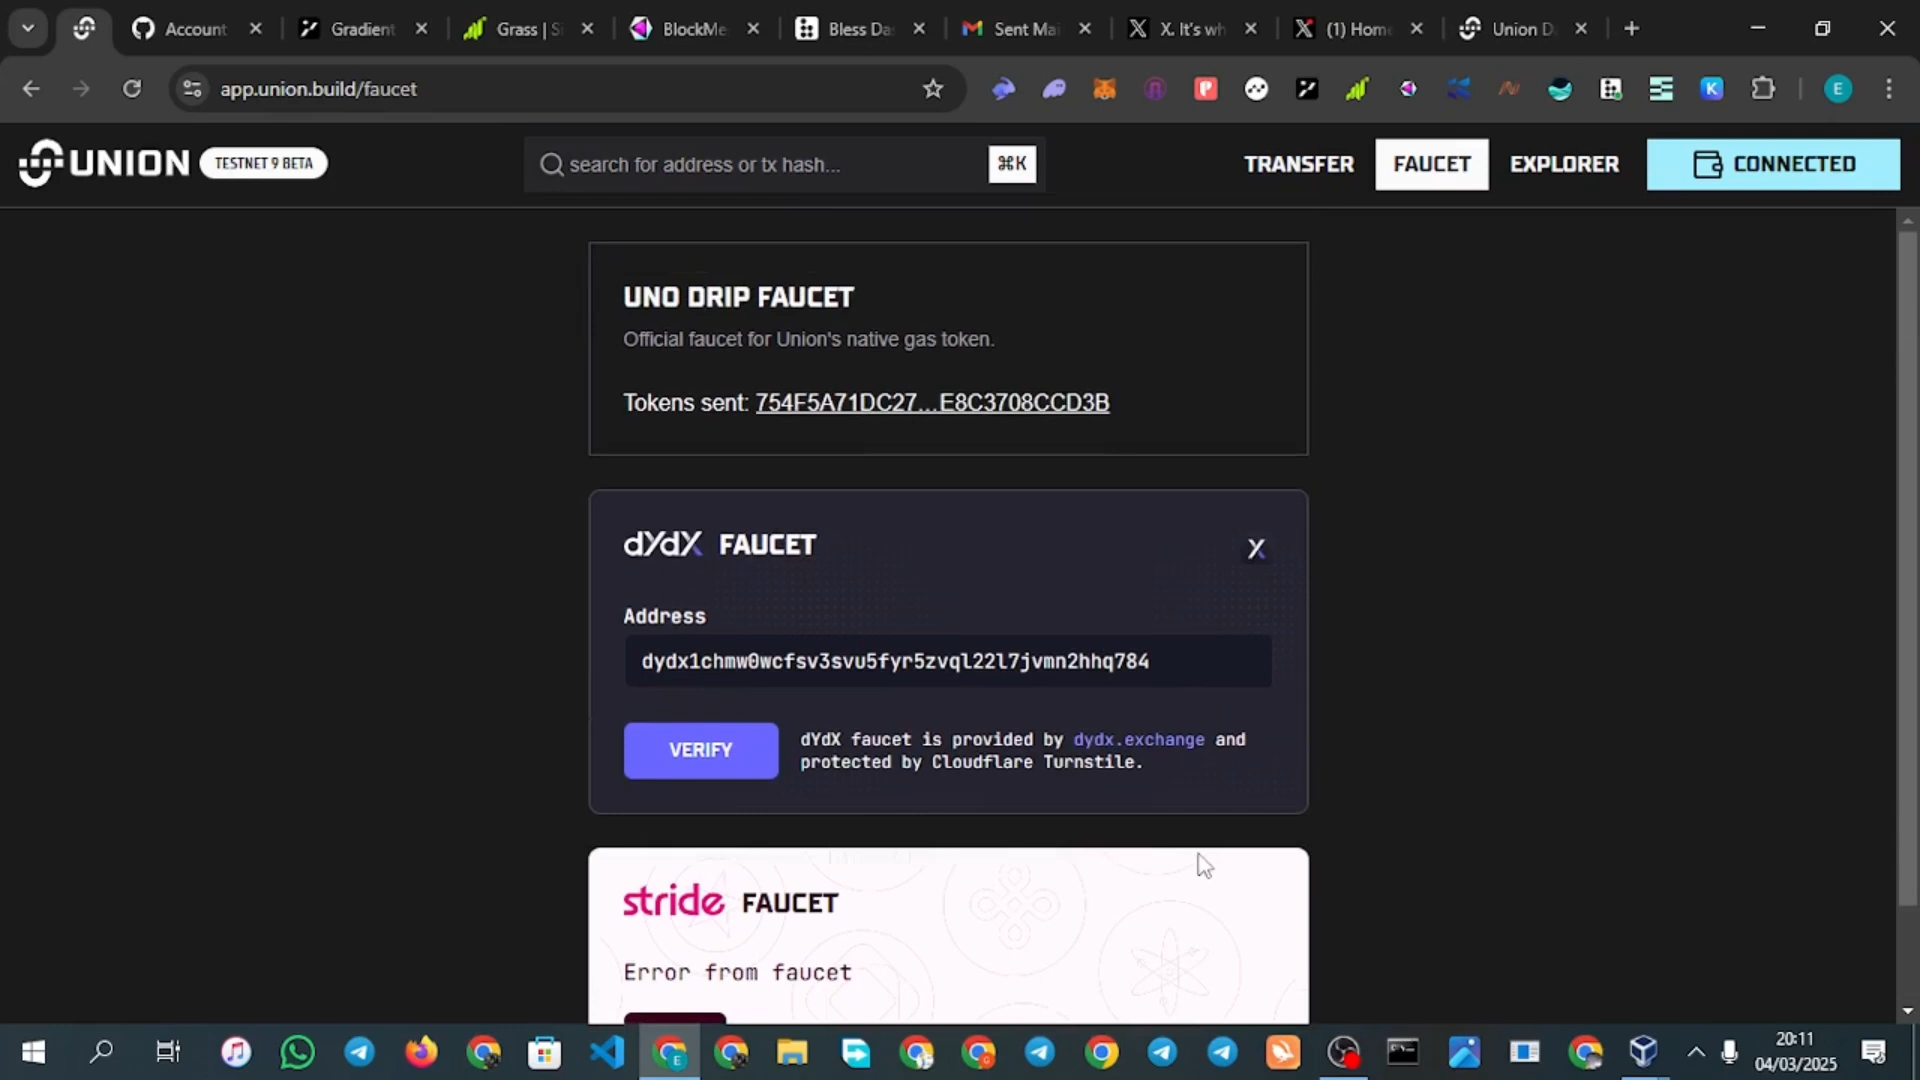 Account
Gradient
Grass | S
BlockMe
Bless Da
Sent Mai
X. It's wh
(1) Home
Union D
app.union.build/faucet
E
UNION
TESTNET 9 BETA
search for address or tx hash...
⌘K
TRANSFER
FAUCET
EXPLORER
CONNECTED
UNO DRIP FAUCET
Official faucet for Union's native gas token.
Tokens sent: 754F5A71DC27...E8C3708CCD3B
dYdX FAUCET
Address
dydx1chmw0wcfsv3svu5fyr5zvql22l7jvmn2hhq784
VERIFY
dYdX faucet is provided by dydx.exchange and
protected by Cloudflare Turnstile.
stride FAUCET
Error from faucet
20:11
04/03/2025